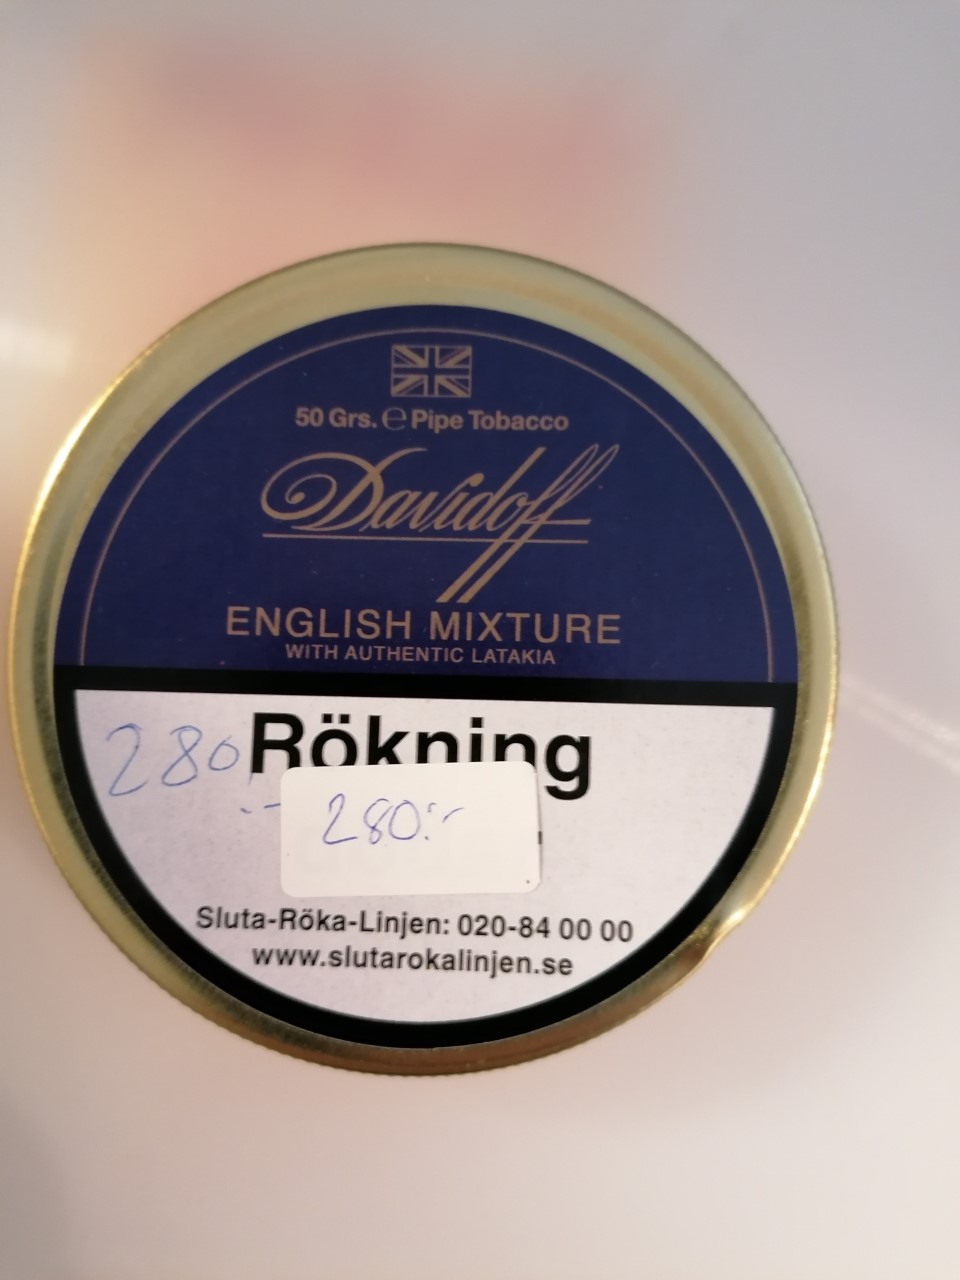 50 Grs. ℮ Pipe Tobacco
Davidoff
ENGLISH MIXTURE
WITH AUTHENTIC LATAKIA
280 Rökning
280:-
Sluta-Röka-Linjen: 020-84 00 00
www.slutarokalinjen.se